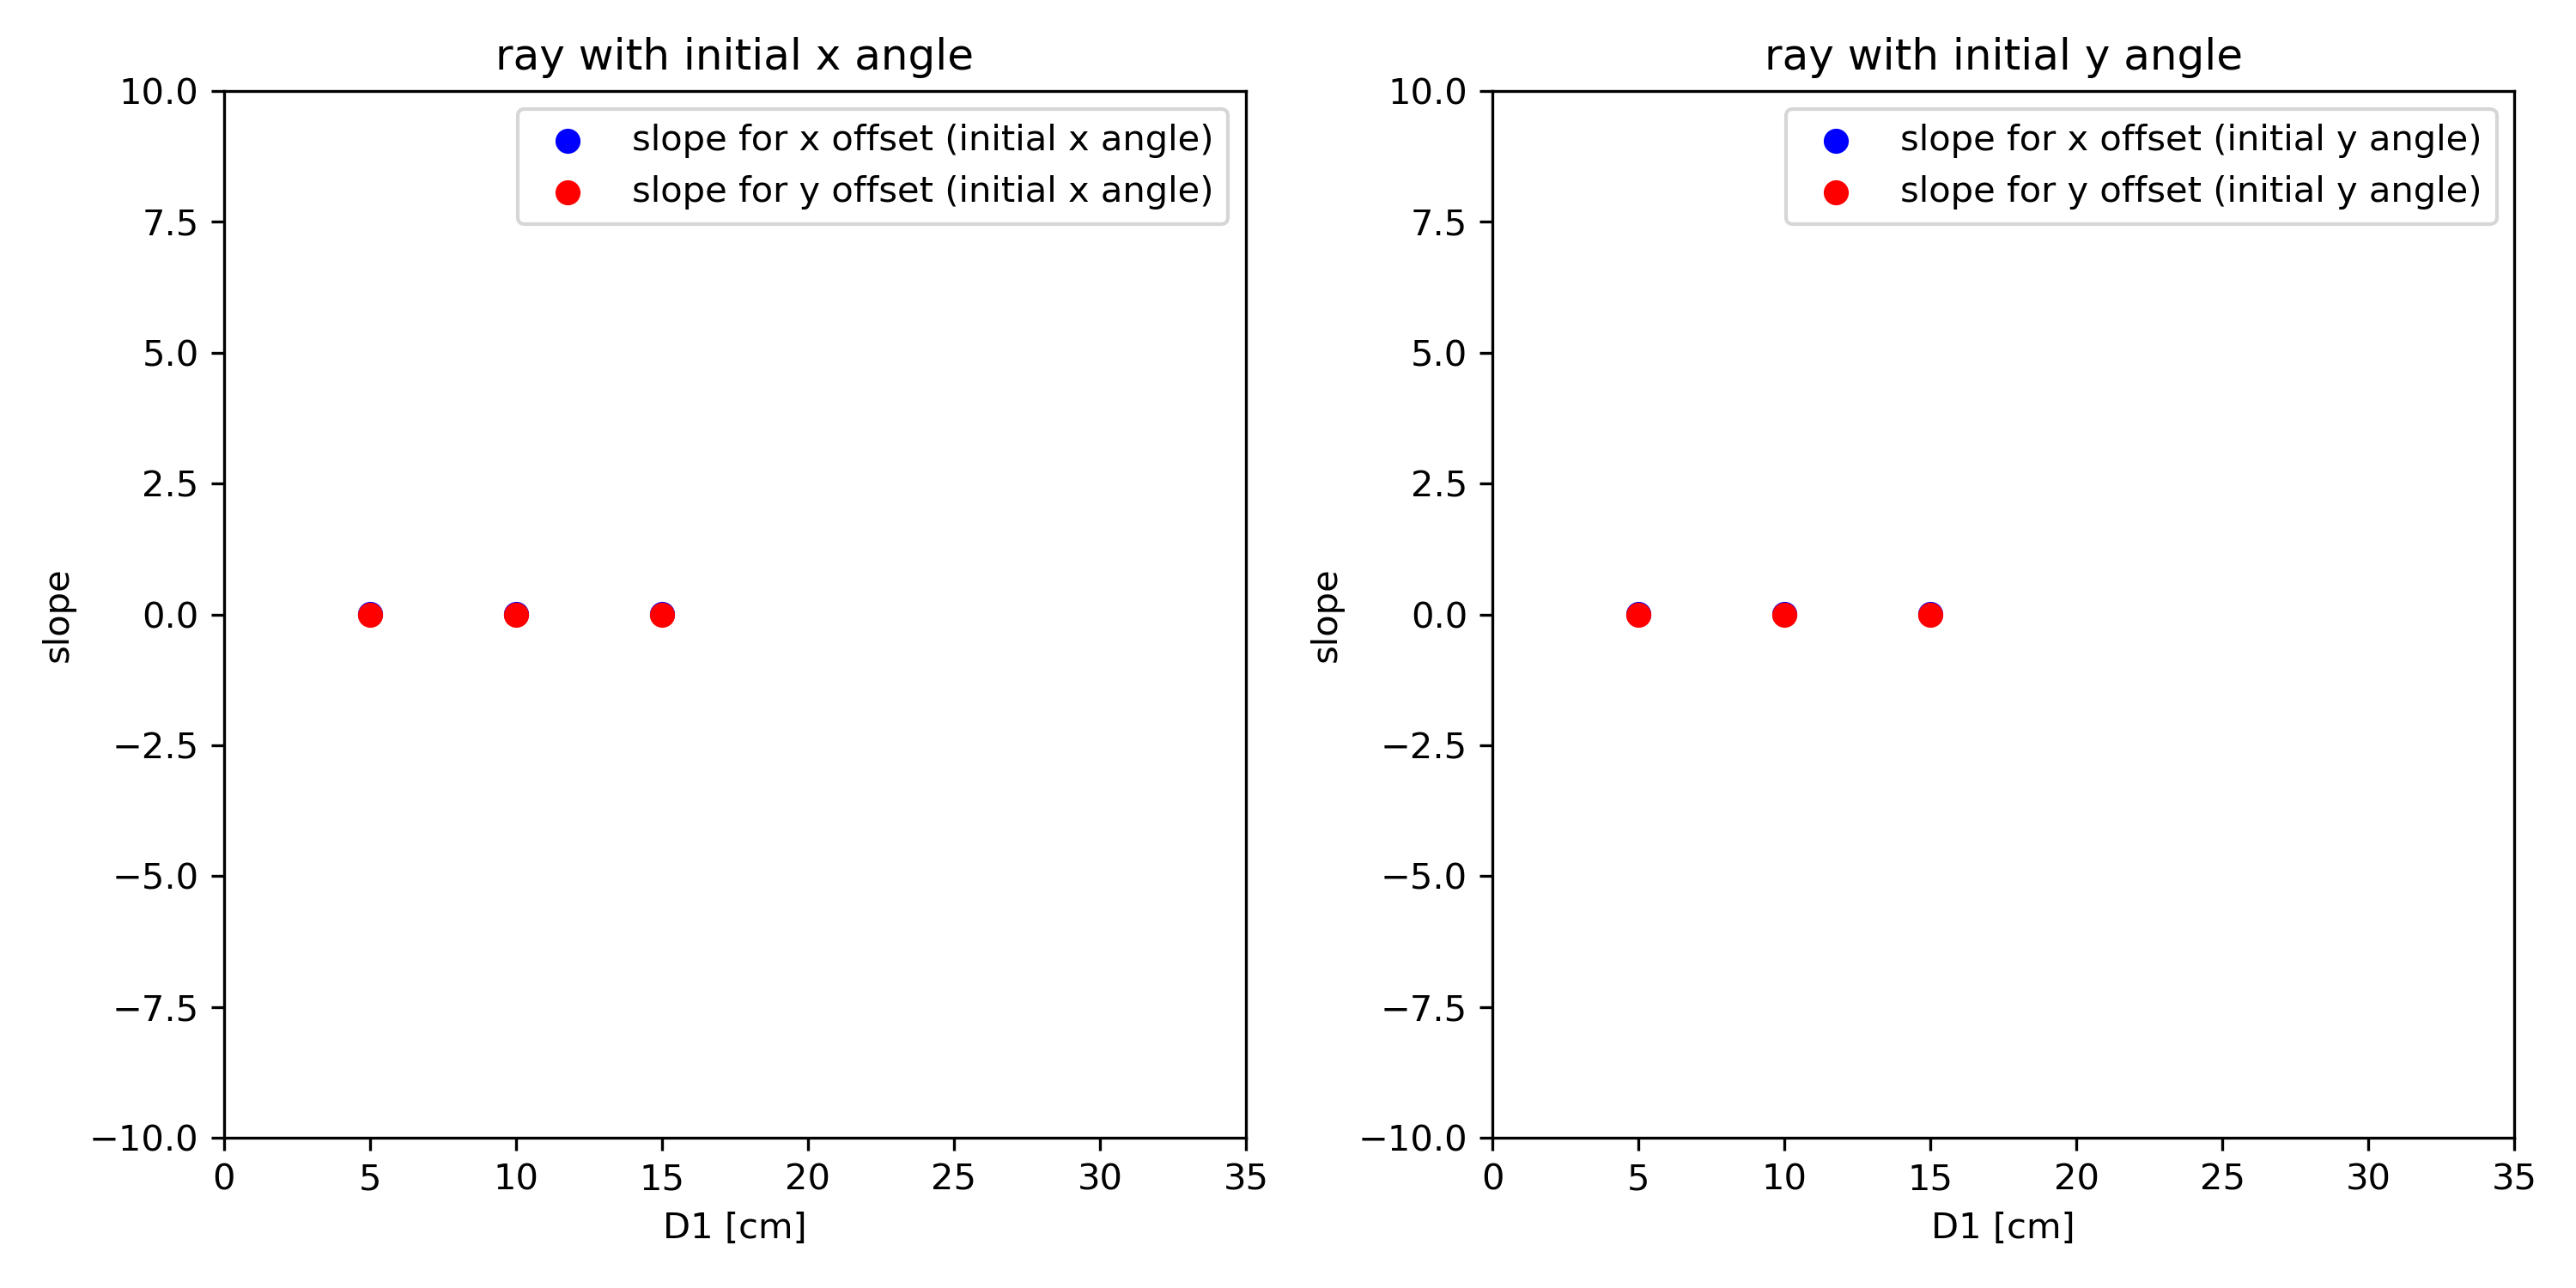 ray with initial x angle
slope for x offset (initial x angle)
slope for y offset (initial x angle)
10.0
7.5
5.0
2.5
0.0
−2.5
−5.0
−7.5
−10.0
slope
0 5 10 15 20 25 30 35
D1 [cm]
ray with initial y angle
slope for x offset (initial y angle)
slope for y offset (initial y angle)
10.0
7.5
5.0
2.5
0.0
−2.5
−5.0
−7.5
−10.0
slope
0 5 10 15 20 25 30 35
D1 [cm]